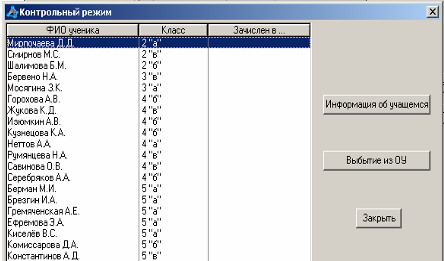 Контрольный режим
ФИО ученика Класс Зачислен в ...
Мирпочаева Д.Д. 2 "а"
Смирнов М.С. 2 "в"
Шалимова Б.М. 2 "б"
Бервено Н.А. 3 "в"
Мосягина З.К. 3 "а"
Горохова А.В. 4 "б"
Жукова К.Д. 4 "в"
Изюмкин А.В. 4 "б"
Кузнецова К.А. 4 "б"
Неттов А.А. 4 "а"
Румянцева Н.А. 4 "в"
Савинова О.В. 4 "в"
Серебряков А.А. 4 "б"
Берман М.И. 5 "а"
Брезгин И.А. 5 "а"
Гремяченская А.Е. 5 "а"
Ефремова З.А. 5 "а"
Киселёв В.С. 5 "а"
Комиссарова Д.А. 5 "б"
Константинов А.Д. 5 "в"
Информация об учащемся
Выбытие из ОУ
Закрыть